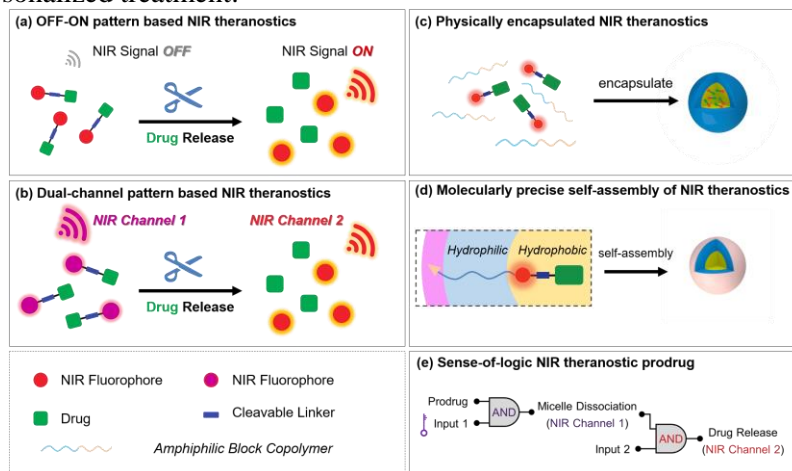 sonalized treatment.
(a) OFF-ON pattern based NIR theranostics
NIR Signal OFF
NIR Signal ON
Drug Release
(b) Dual-channel pattern based NIR theranostics
NIR Channel 1
NIR Channel 2
Drug Release
NIR Fluorophore
NIR Fluorophore
Drug
Cleavable Linker
Amphiphilic Block Copolymer
(c) Physically encapsulated NIR theranostics
encapsulate
(d) Molecularly precise self-assembly of NIR theranostics
Hydrophilic
Hydrophobic
self-assembly
(e) Sense-of-logic NIR theranostic prodrug
Prodrug
Input 1
AND
Micelle Dissociation
(NIR Channel 1)
Input 2
AND
Drug Release
(NIR Channel 2)